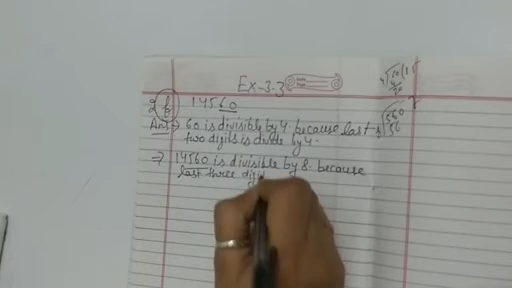 Ex-3.3
2 f 14560
Ans → 60 is divisible by 4. because last
two digits is divide by 4.
⇒ 14560 is divisible by 8. because
last three digi